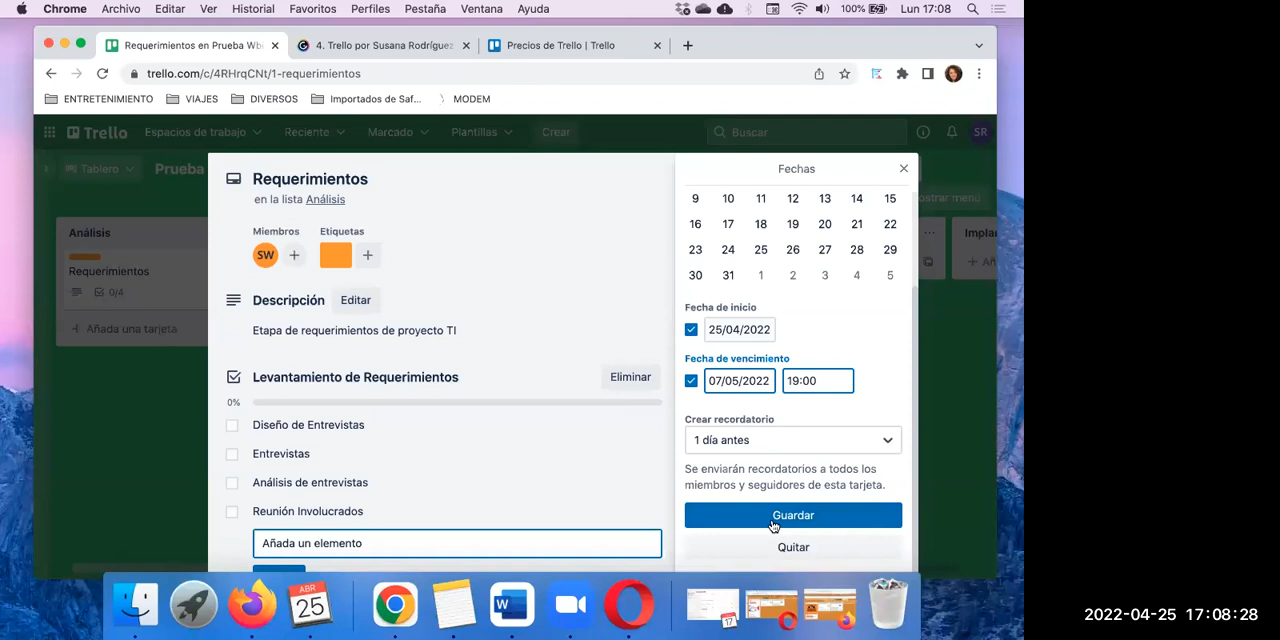 Chrome Archivo Editar Ver Historial Favoritos Perfiles Pestaña Ventana Ayuda 100% Lun 17:08
Requerimientos en Prueba Wb
4. Trello por Susana Rodríguez
Precios de Trello | Trello
trello.com/c/4RHrqCNt/1-requerimientos
ENTRETENIMIENTO VIAJES DIVERSOS Importados de Saf... MODEM
Trello Espacios de trabajo Reciente Marcado Plantillas Crear Buscar SR
Tablero Prueba ostrar menú
Análisis
Requerimientos
0/4
+ Añada una tarjeta
Implan
+ Añ
Requerimientos
en la lista Análisis
Miembros Etiquetas
SW + +
Descripción Editar
Etapa de requerimientos de proyecto TI
Levantamiento de Requerimientos Eliminar
0%
Diseño de Entrevistas
Entrevistas
Análisis de entrevistas
Reunión Involucrados
Añada un elemento
Fechas
9 10 11 12 13 14 15
16 17 18 19 20 21 22
23 24 25 26 27 28 29
30 31 1 2 3 4 5
Fecha de inicio
25/04/2022
Fecha de vencimiento
07/05/2022 19:00
Crear recordatorio
1 día antes
Se enviarán recordatorios a todos los
miembros y seguidores de esta tarjeta.
Guardar
Quitar
ABR
25
W
17
2022-04-25 17:08:28